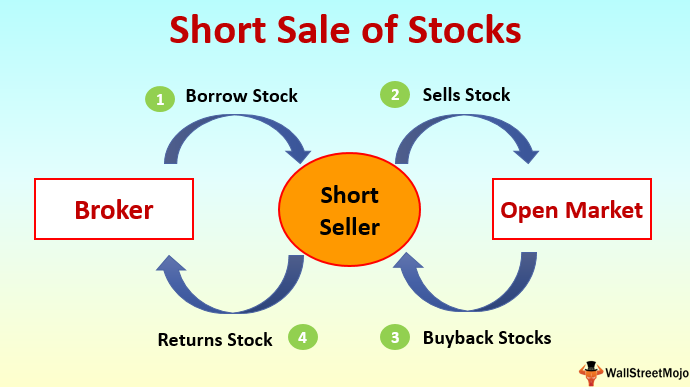 Short Sale of Stocks
1 Borrow Stock
2 Sells Stock
Broker
Short
Seller
Open Market
Returns Stock 4
3 Buyback Stocks
WallStreetMojo